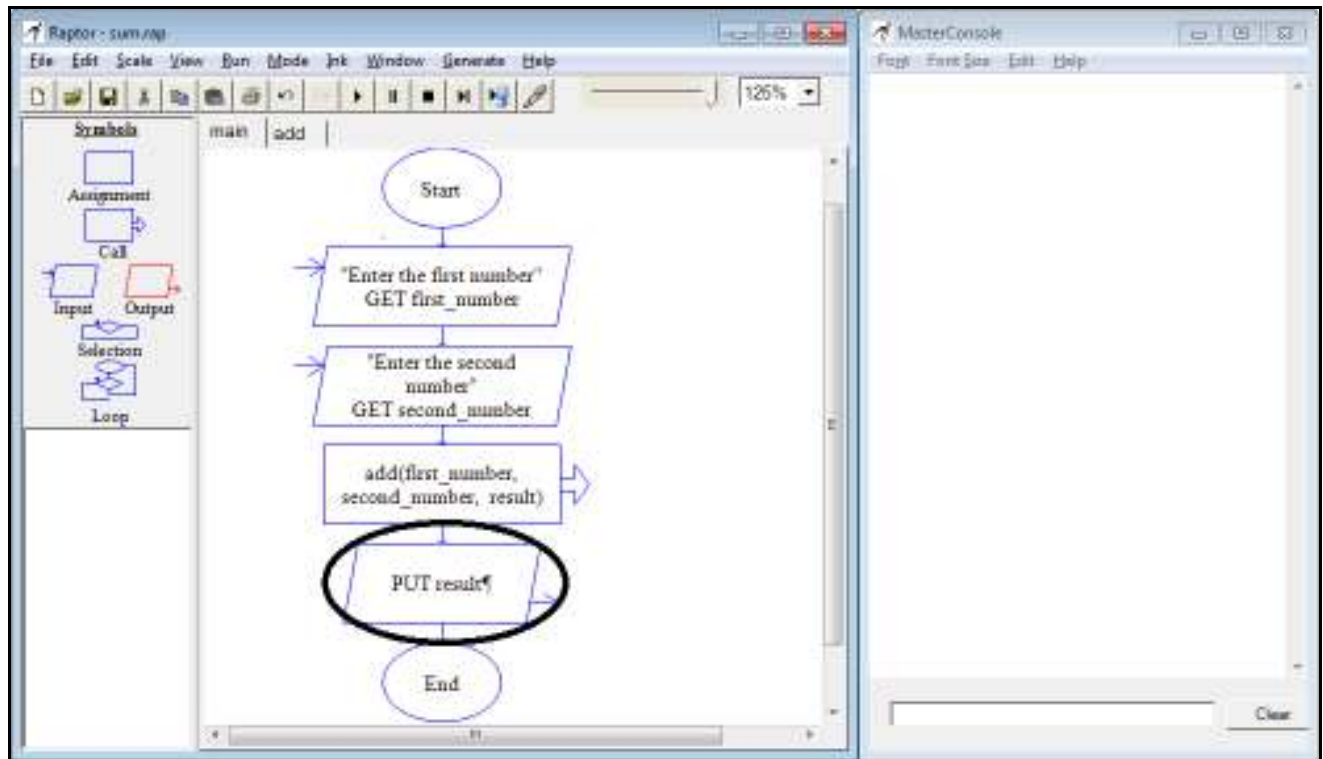 Raptor - sum.rap
File Edit Scale View Run Mode Ink Window Generate Help
125%
Symbols
Assignment
Call
Input Output
Selection
Loop
main add
Start
"Enter the first number"
GET first_number
"Enter the second
number"
GET second_number
add(first_number,
second_number, result)
PUT result¶
End
MasterConsole
Font Font Size Edit Help
Clear